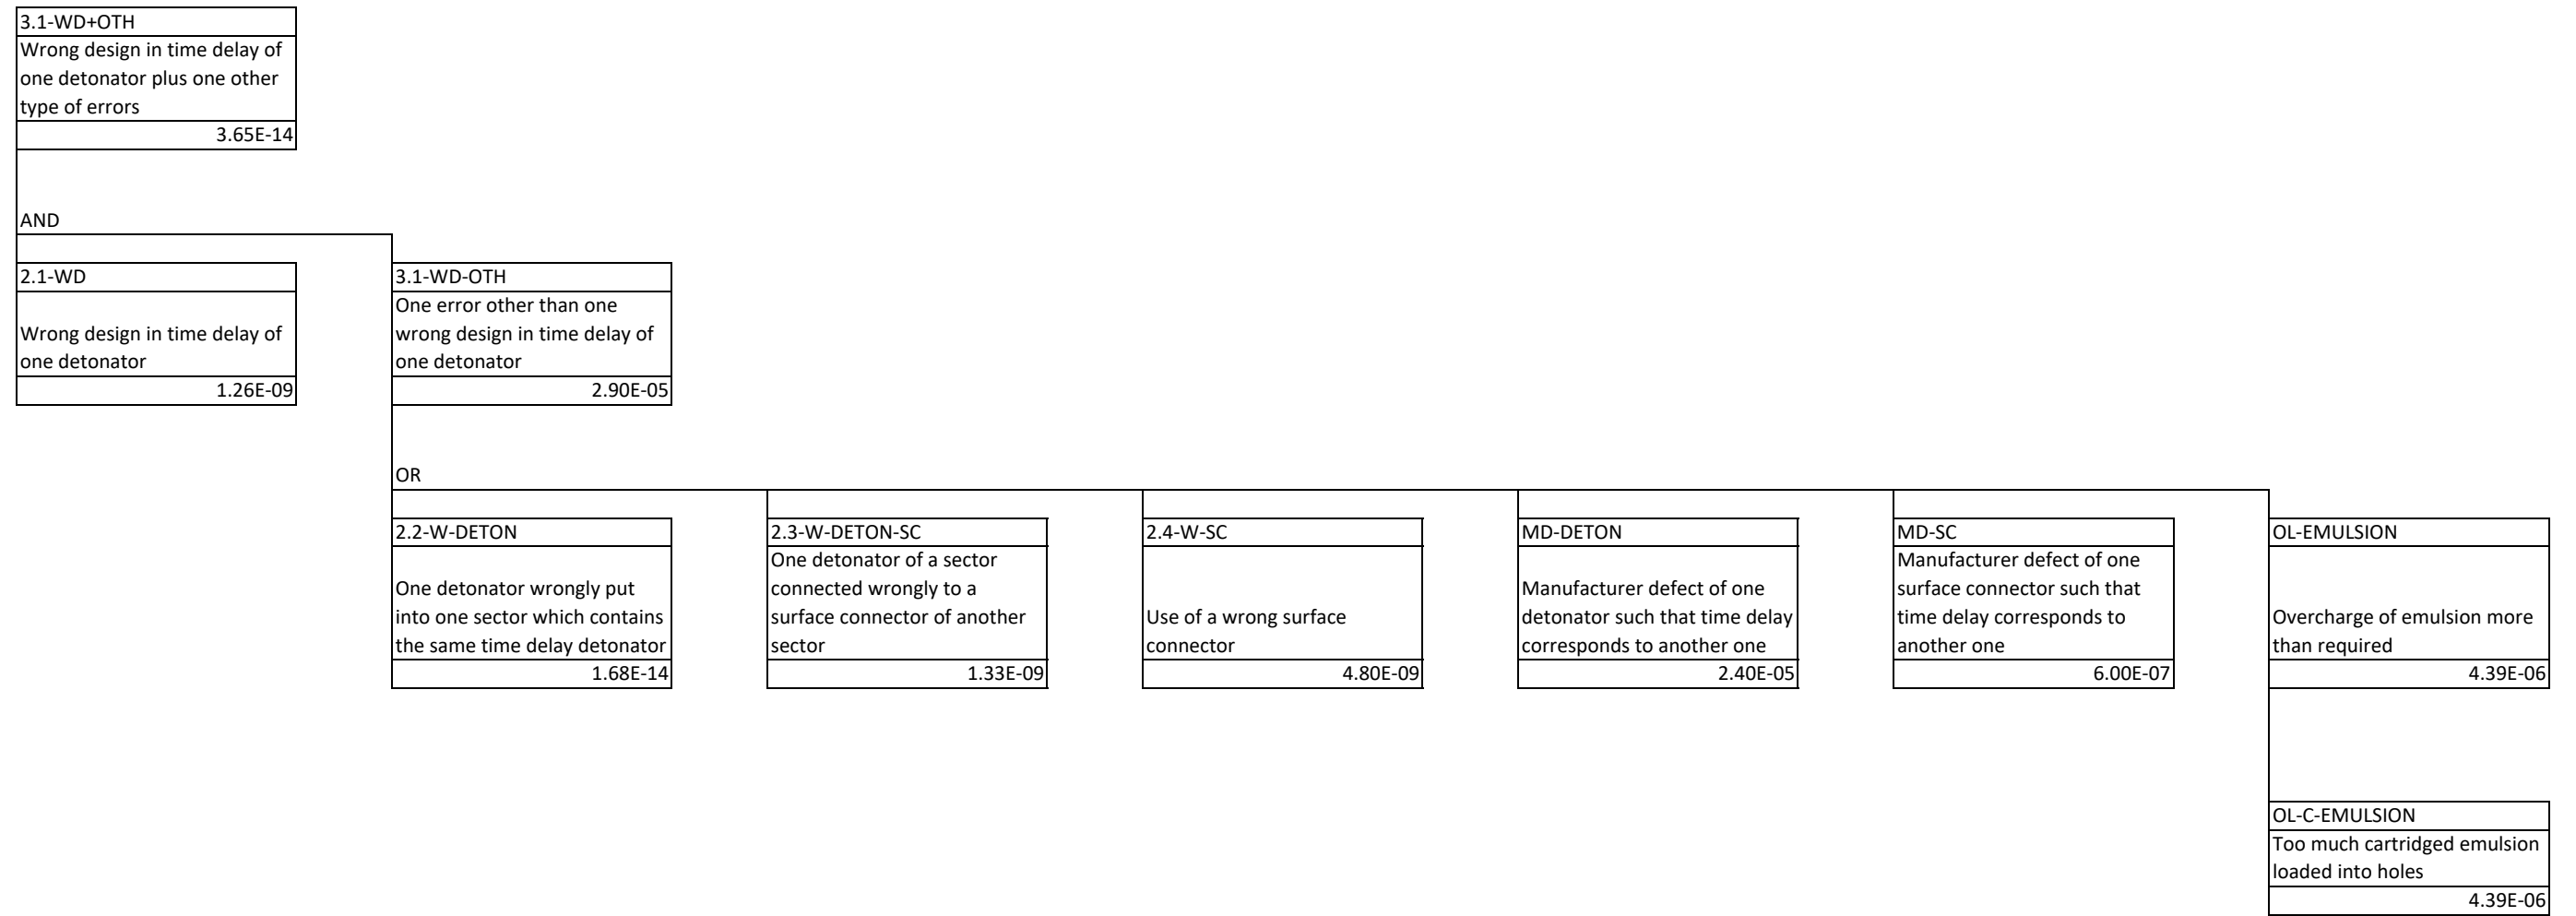 3.1-WD+OTH
Wrong design in time delay of
one detonator plus one other
type of errors
3.65E-14
AND
2.1-WD
Wrong design in time delay of
one detonator
1.26E-09
3.1-WD-OTH
One error other than one
wrong design in time delay of
one detonator
2.90E-05
OR
2.2-W-DETON
One detonator wrongly put
into one sector which contains
the same time delay detonator
1.68E-14
2.3-W-DETON-SC
One detonator of a sector
connected wrongly to a
surface connector of another
sector
1.33E-09
2.4-W-SC
Use of a wrong surface
connector
4.80E-09
MD-DETON
Manufacturer defect of one
detonator such that time delay
corresponds to another one
2.40E-05
MD-SC
Manufacturer defect of one
surface connector such that
time delay corresponds to
another one
6.00E-07
OL-EMULSION
Overcharge of emulsion more
than required
4.39E-06
OL-C-EMULSION
Too much cartridged emulsion
loaded into holes
4.39E-06